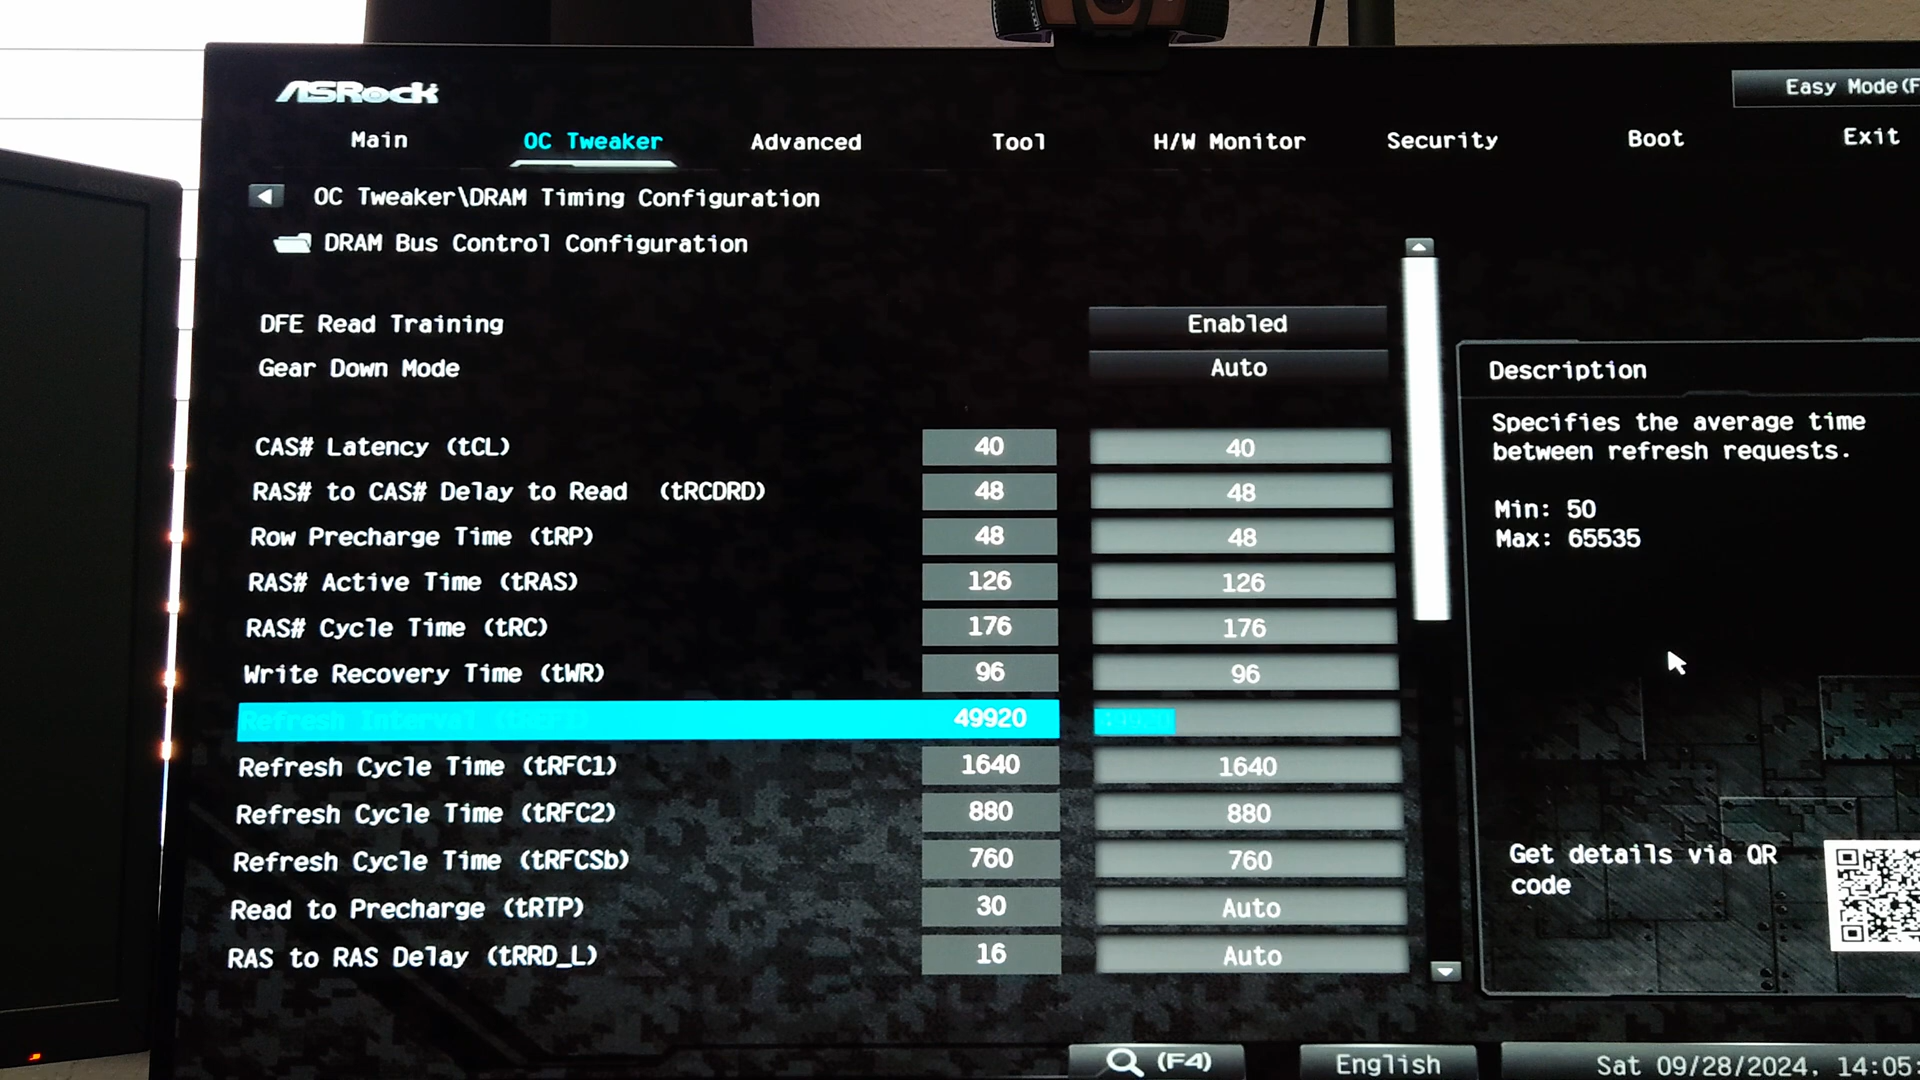 ASRock
Easy Mode(F
Main OC Tweaker Advanced Tool H/W Monitor Security Boot Exit
OC Tweaker\DRAM Timing Configuration
DRAM Bus Control Configuration
DFE Read Training Enabled
Gear Down Mode Auto
CAS# Latency (tCL) 40 40
RAS# to CAS# Delay to Read (tRCDRD) 48 48
Row Precharge Time (tRP) 48 48
RAS# Active Time (tRAS) 126 126
RAS# Cycle Time (tRC) 176 176
Write Recovery Time (tWR) 96 96
Refresh Interval (tREFI) 49920 49920
Refresh Cycle Time (tRFC1) 1640 1640
Refresh Cycle Time (tRFC2) 880 880
Refresh Cycle Time (tRFCSb) 760 760
Read to Precharge (tRTP) 30 Auto
RAS to RAS Delay (tRRD_L) 16 Auto
Description
Specifies the average time
between refresh requests.
Min: 50
Max: 65535
Get details via QR
code
(F4)
English
Sat 09/28/2024, 14:05: